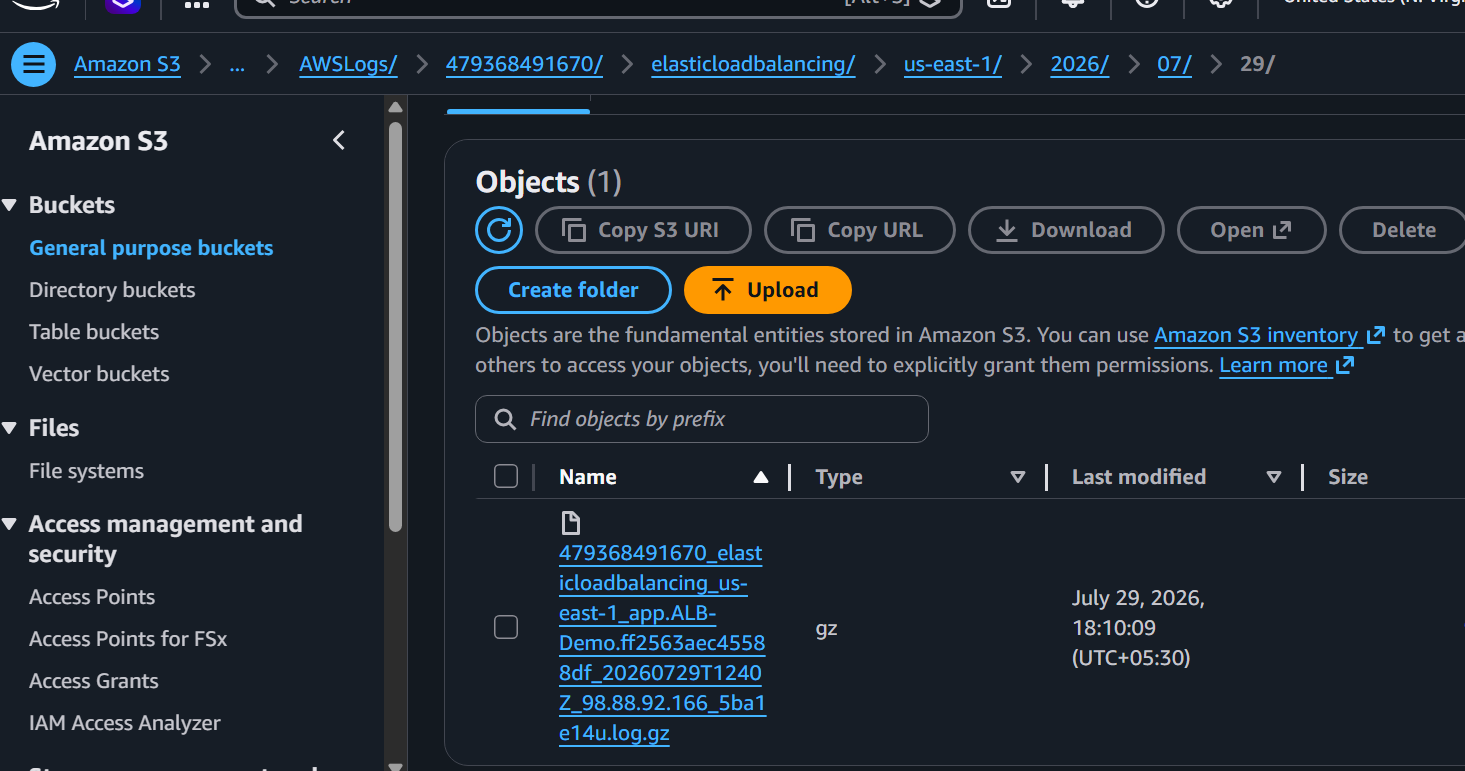 Search
[Alt+S]
United States (N. Virg
Amazon S3 > ... > AWSLogs/ > 479368491670/ > elasticloadbalancing/ > us-east-1/ > 2026/ > 07/ > 29/
Amazon S3
Buckets
General purpose buckets
Directory buckets
Table buckets
Vector buckets
Files
File systems
Access management and
security
Access Points
Access Points for FSx
Access Grants
IAM Access Analyzer
Objects (1)
Copy S3 URI
Copy URL
Download
Open
Delete
Create folder
Upload
Objects are the fundamental entities stored in Amazon S3. You can use Amazon S3 inventory to get a
others to access your objects, you'll need to explicitly grant them permissions. Learn more
Find objects by prefix
Name
Type
Last modified
Size
479368491670_elast
icloadbalancing_us-
east-1_app.ALB-
Demo.ff2563aec4558
8df_20260729T1240
Z_98.88.92.166_5ba1
e14u.log.gz
gz
July 29, 2026,
18:10:09
(UTC+05:30)